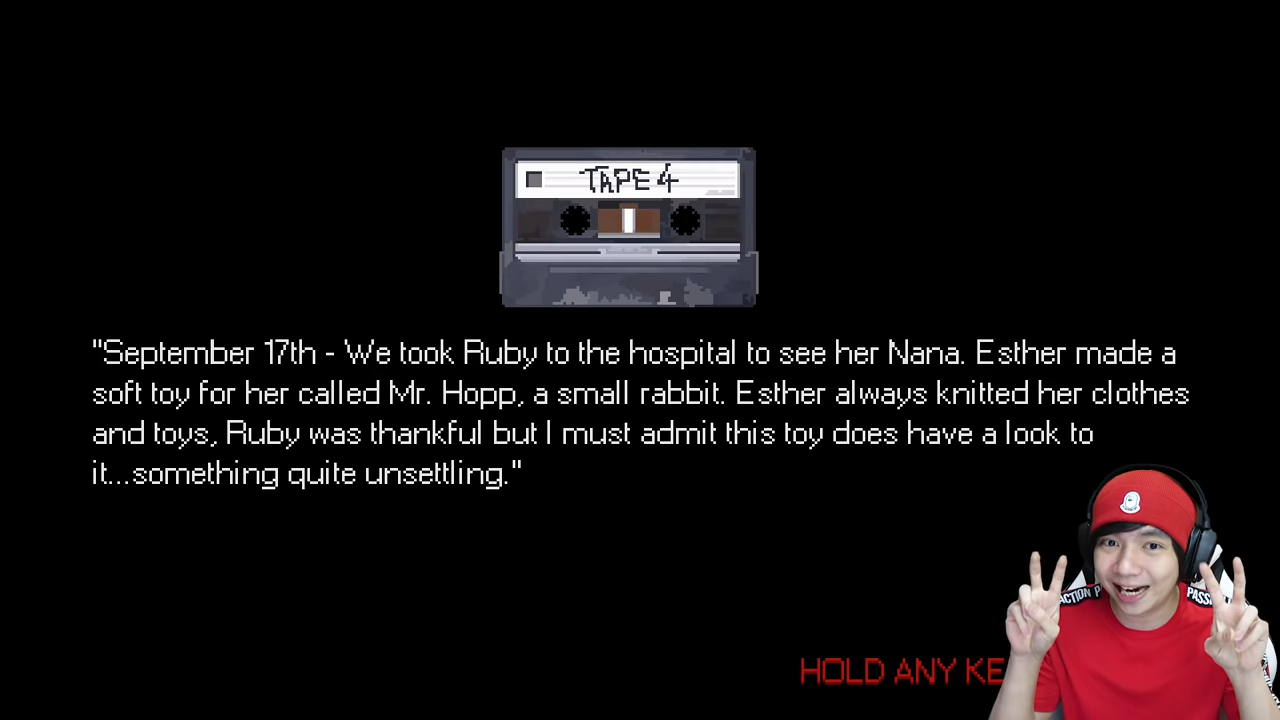 TAPE 4
"September 17th - We took Ruby to the hospital to see her Nana. Esther made a
soft toy for her called Mr. Hopp, a small rabbit. Esther always knitted her clothes
and toys, Ruby was thankful but I must admit this toy does have a look to
it...something quite unsettling."
ACTION P
PASS
HOLD ANY KE